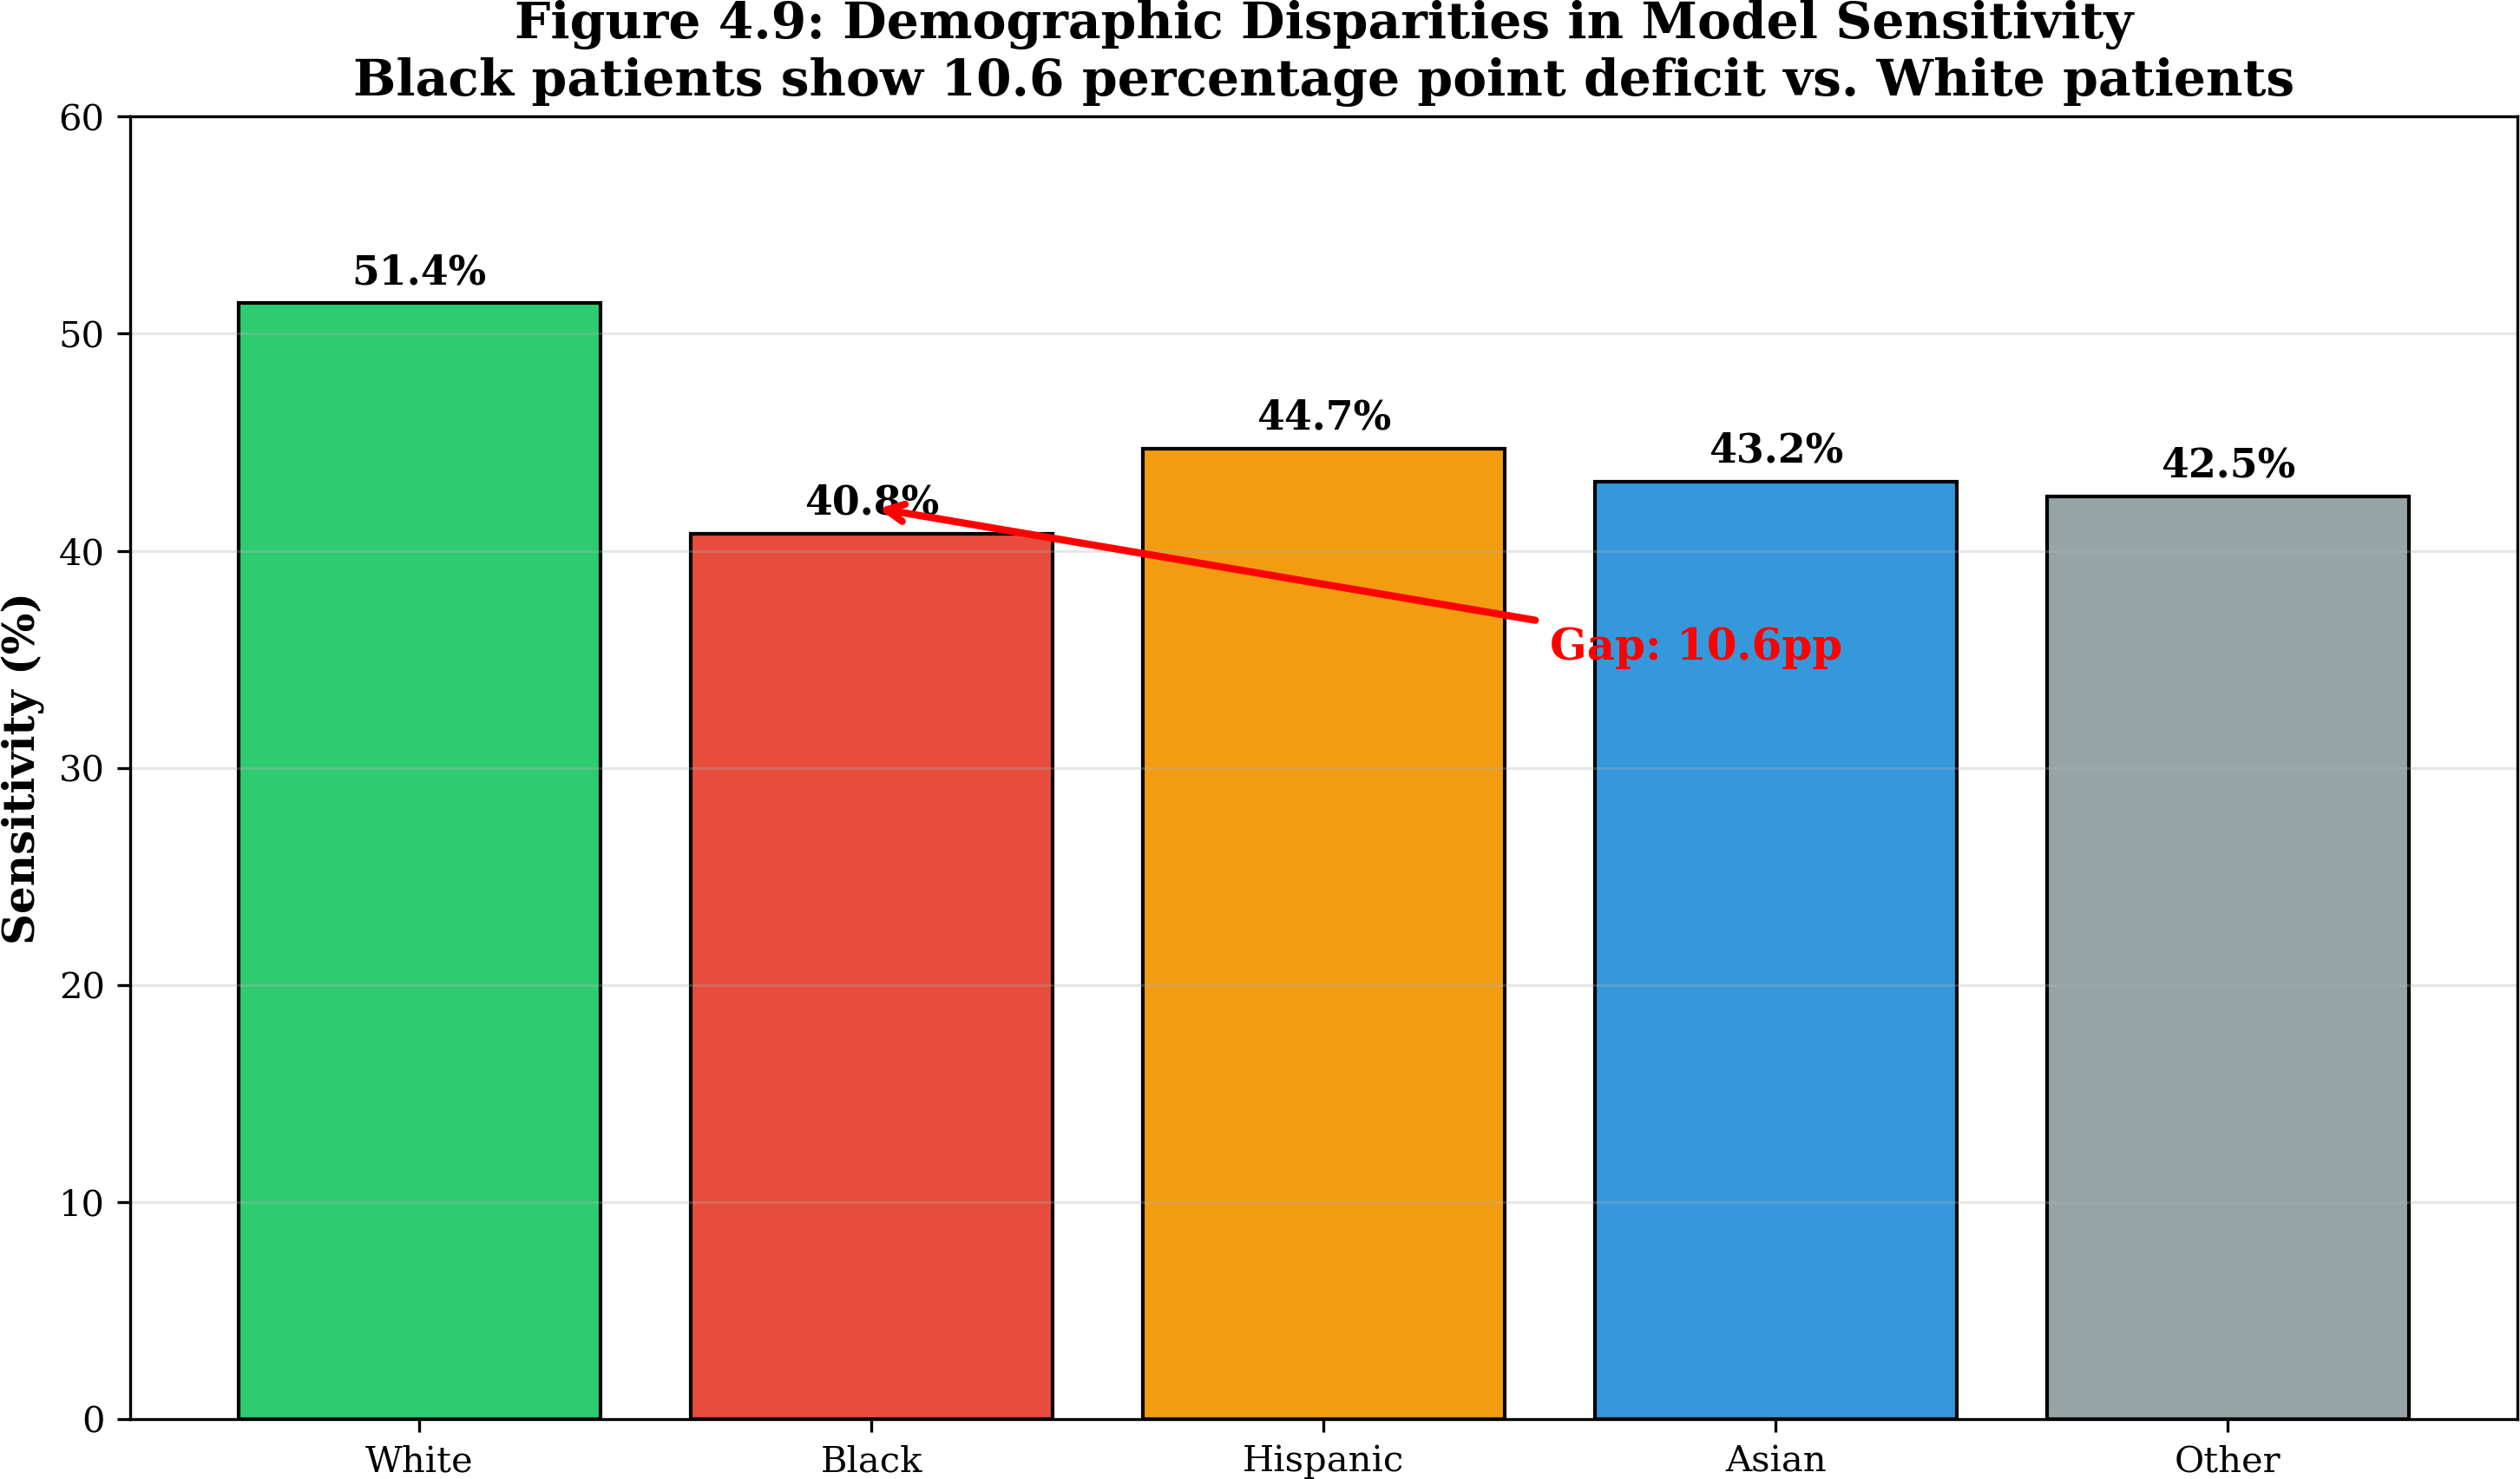 Figure 4.9: Demographic Disparities in Model Sensitivity
Black patients show 10.6 percentage point deficit vs. White patients
Sensitivity (%)
60
50
40
30
20
10
0
51.4%
40.8%
44.7%
43.2%
42.5%
Gap: 10.6pp
White
Black
Hispanic
Asian
Other